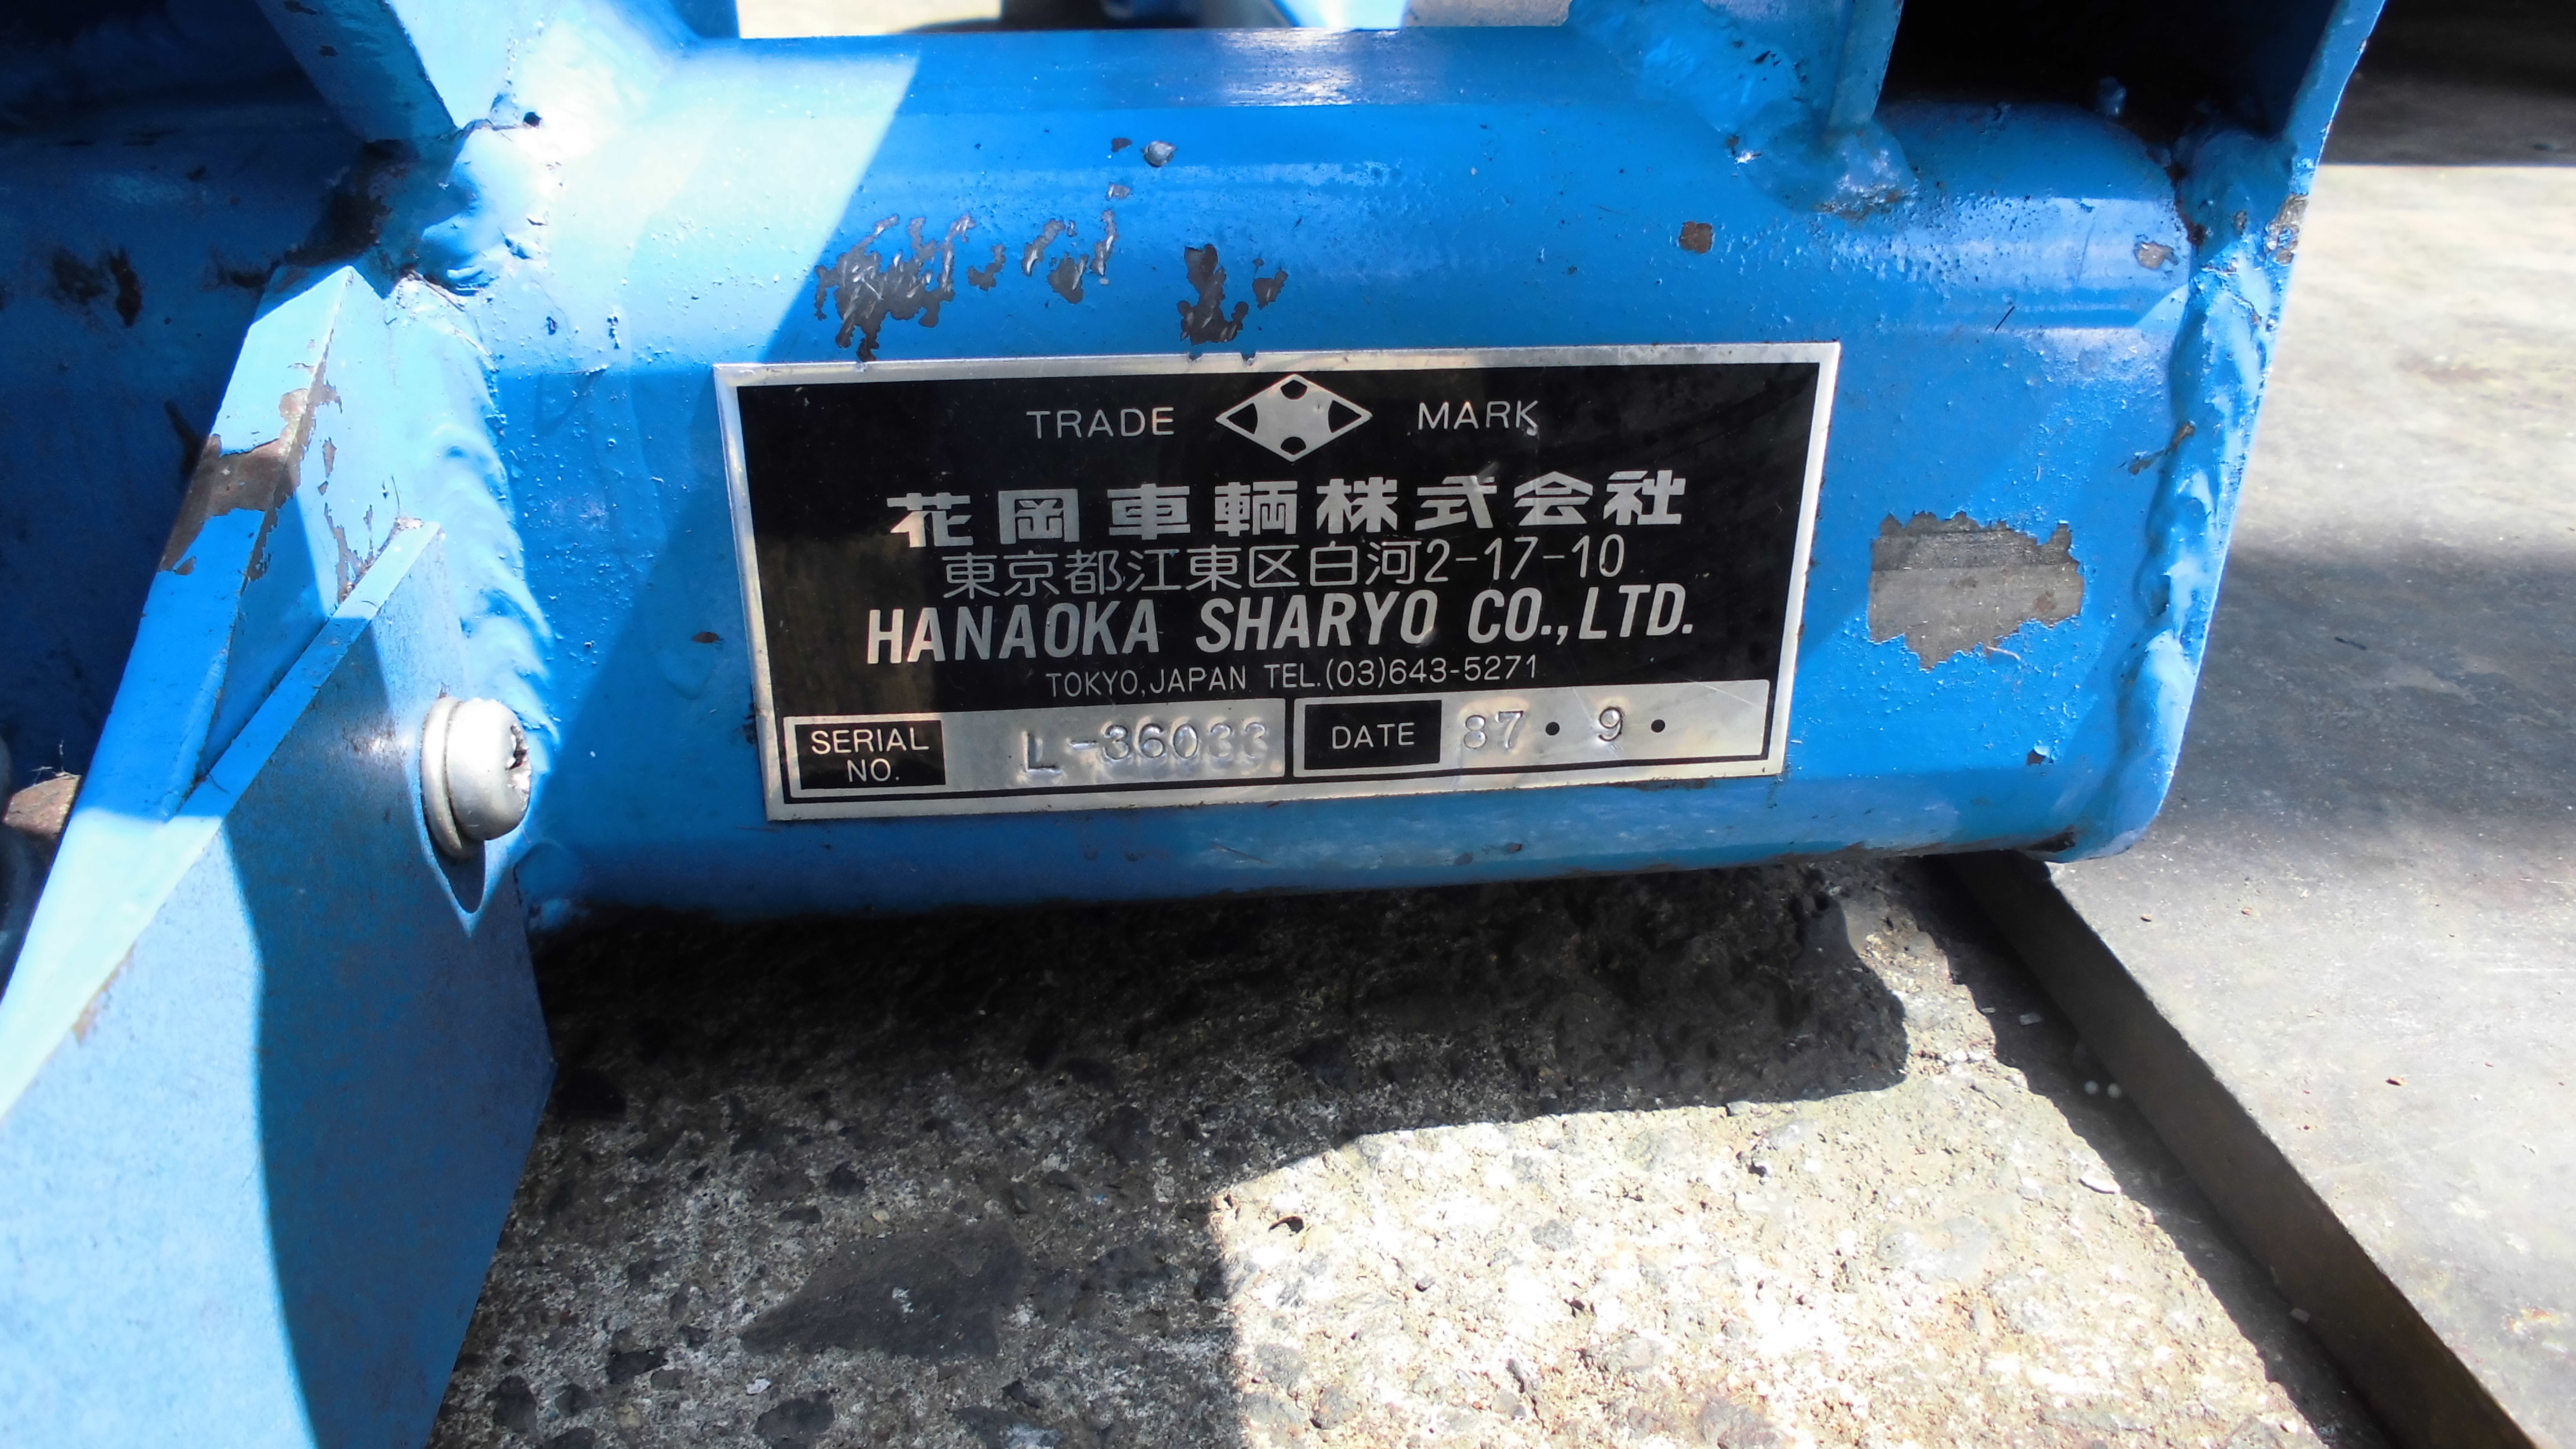 TRADE MARK
花岡車輌株式会社
東京都江東区白河2-17-10
HANAOKA SHARYO CO.,LTD.
TOKYO,JAPAN TEL.(03)643-5271
SERIAL NO. L-36033 DATE 87・9・